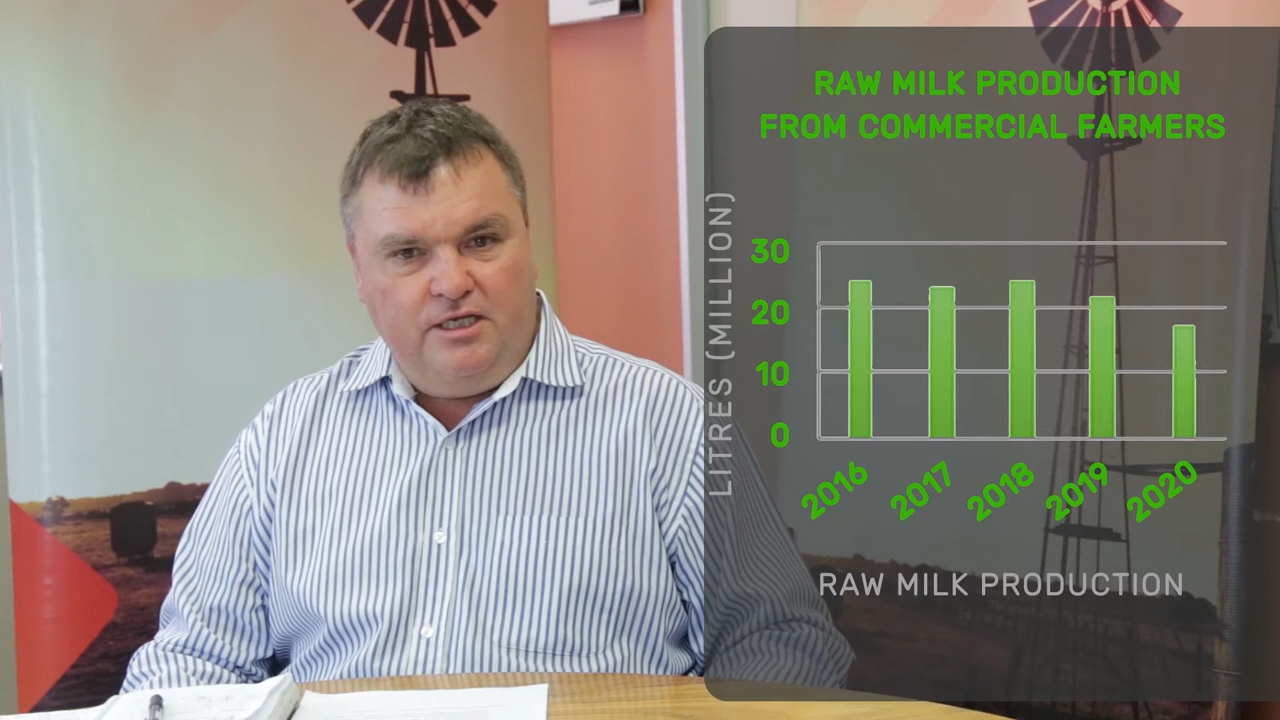 RAW MILK PRODUCTION
FROM COMMERCIAL FARMERS
LITRES (MILLION)
30
20
10
0
2016
2017
2018
2019
2020
RAW MILK PRODUCTION